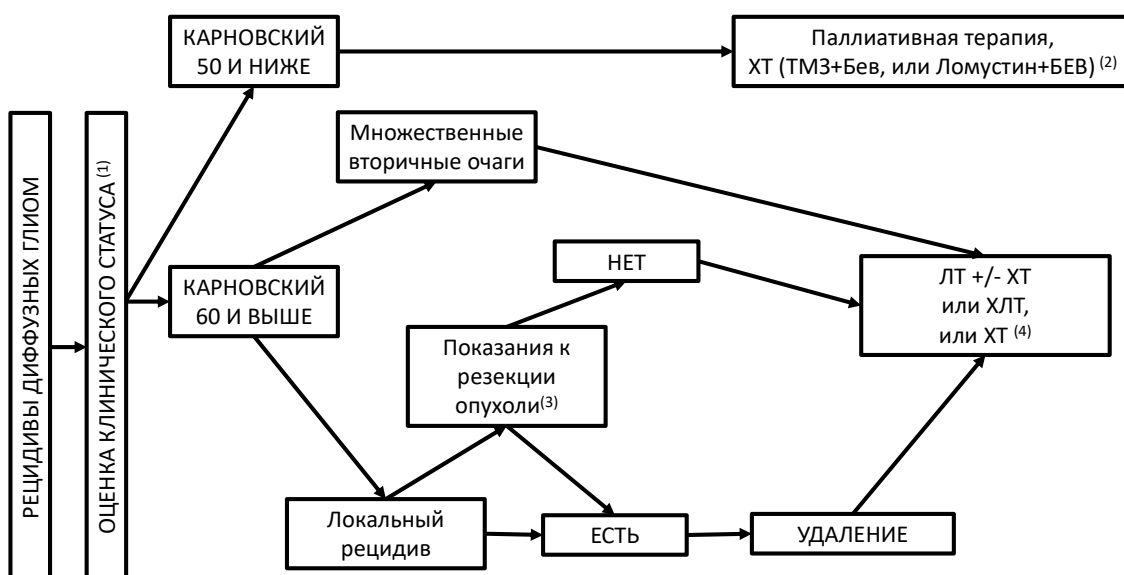 РЕЦИДИВЫ ДИФФУЗНЫХ ГЛИОМ
ОЦЕНКА КЛИНИЧЕСКОГО СТАТУСА (1)
КАРНОВСКИЙ
50 И НИЖЕ
Паллиативная терапия,
ХТ (ТМЗ+Бев, или Ломустин+БЕВ) (2)
Множественные
вторичные очаги
КАРНОВСКИЙ
60 И ВЫШЕ
НЕТ
ЛТ +/- ХТ
или ХЛТ,
или ХТ (4)
Показания к
резекции
опухоли(3)
Локальный
рецидив
ЕСТЬ
УДАЛЕНИЕ